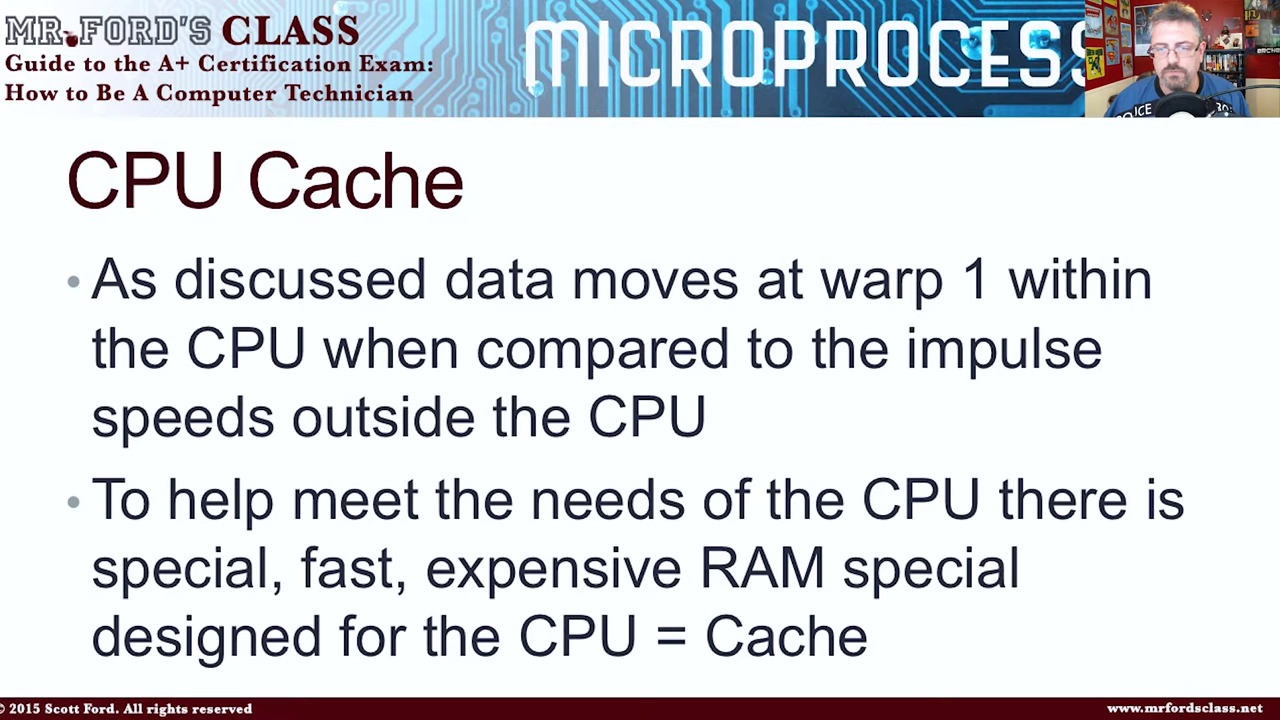 MR.FORD'S CLASS
Guide to the A+ Certification Exam:
How to Be A Computer Technician
MICROPROCESS
CPU Cache
• As discussed data moves at warp 1 within
the CPU when compared to the impulse
speeds outside the CPU
• To help meet the needs of the CPU there is
special, fast, expensive RAM special
designed for the CPU = Cache
© 2015 Scott Ford. All rights reserved
www.mrfordsclass.net